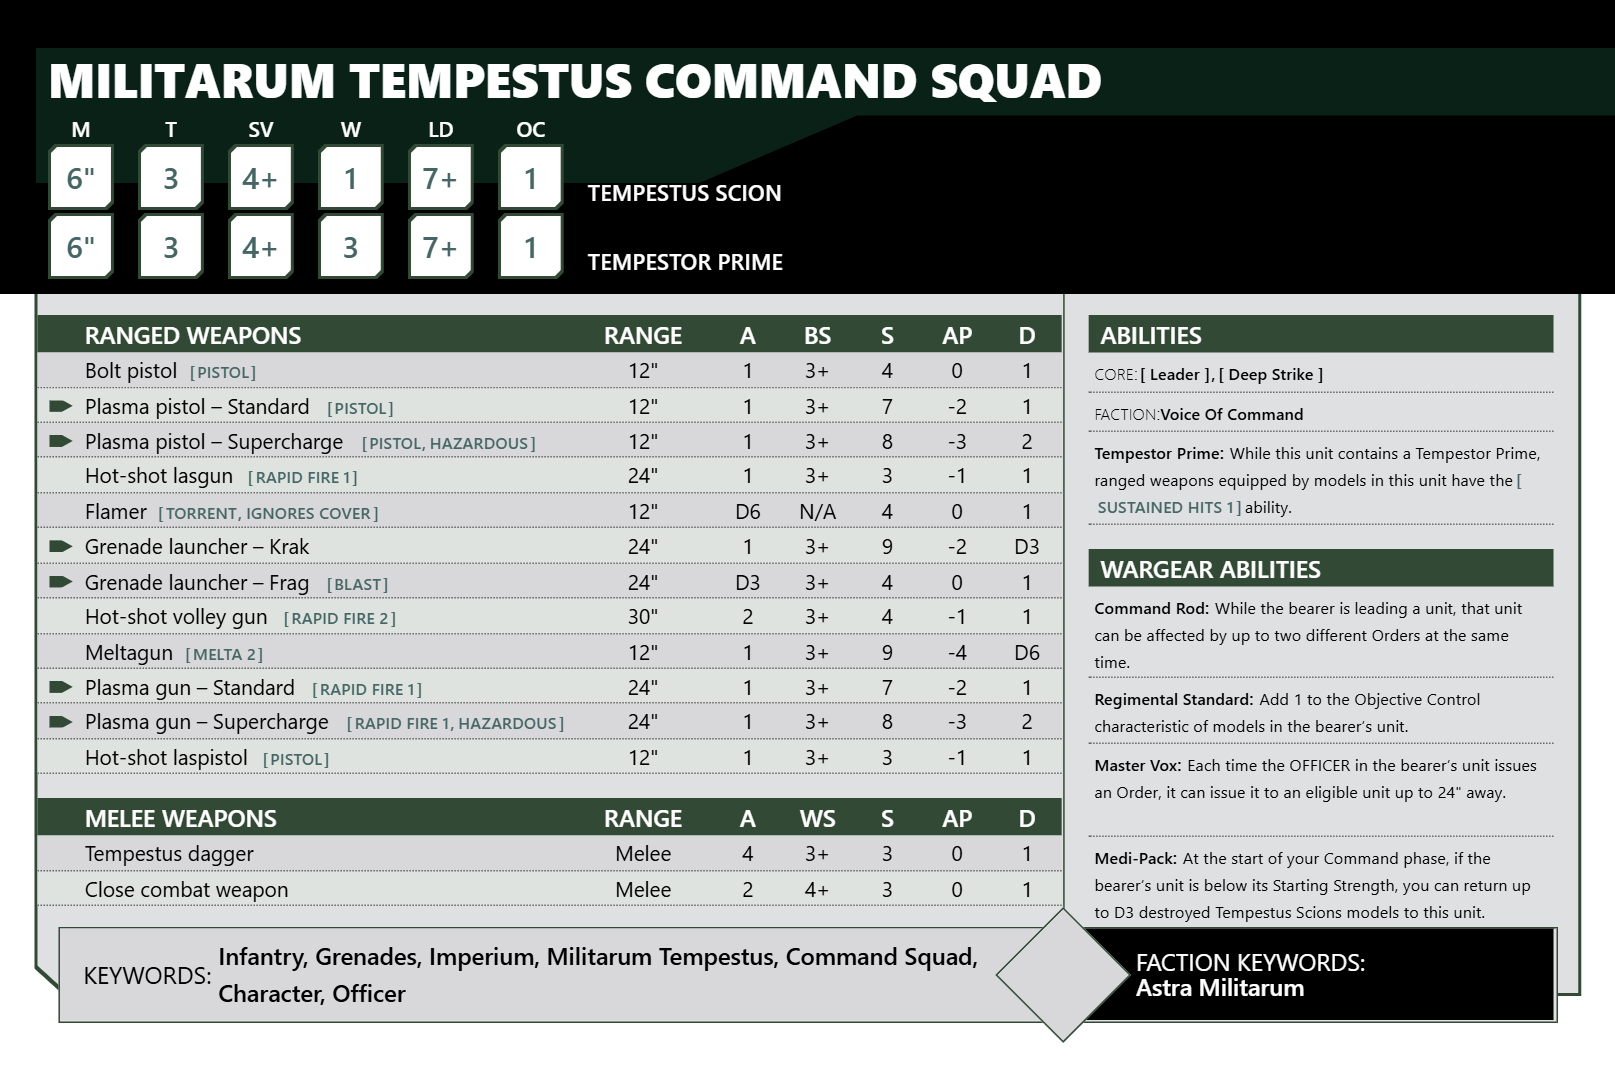 MILITARUM TEMPESTUS COMMAND SQUAD
M T SV W LD OC
6" 3 4+ 1 7+ 1 TEMPESTUS SCION
6" 3 4+ 3 7+ 1 TEMPESTOR PRIME
RANGED WEAPONS RANGE A BS S AP D
Bolt pistol [PISTOL] 12" 1 3+ 4 0 1
Plasma pistol – Standard [PISTOL] 12" 1 3+ 7 -2 1
Plasma pistol – Supercharge [PISTOL, HAZARDOUS] 12" 1 3+ 8 -3 2
Hot-shot lasgun [RAPID FIRE 1] 24" 1 3+ 3 -1 1
Flamer [TORRENT, IGNORES COVER] 12" D6 N/A 4 0 1
Grenade launcher – Krak 24" 1 3+ 9 -2 D3
Grenade launcher – Frag [BLAST] 24" D3 3+ 4 0 1
Hot-shot volley gun [RAPID FIRE 2] 30" 2 3+ 4 -1 1
Meltagun [MELTA 2] 12" 1 3+ 9 -4 D6
Plasma gun – Standard [RAPID FIRE 1] 24" 1 3+ 7 -2 1
Plasma gun – Supercharge [RAPID FIRE 1, HAZARDOUS] 24" 1 3+ 8 -3 2
Hot-shot laspistol [PISTOL] 12" 1 3+ 3 -1 1
MELEE WEAPONS RANGE A WS S AP D
Tempestus dagger Melee 4 3+ 3 0 1
Close combat weapon Melee 2 4+ 3 0 1
ABILITIES
CORE:[ Leader ],[ Deep Strike ]
FACTION:Voice Of Command
Tempestor Prime: While this unit contains a Tempestor Prime,
ranged weapons equipped by models in this unit have the [
SUSTAINED HITS 1] ability.
WARGEAR ABILITIES
Command Rod: While the bearer is leading a unit, that unit
can be affected by up to two different Orders at the same
time.
Regimental Standard: Add 1 to the Objective Control
characteristic of models in the bearer's unit.
Master Vox: Each time the OFFICER in the bearer's unit issues
an Order, it can issue it to an eligible unit up to 24" away.
Medi-Pack: At the start of your Command phase, if the
bearer's unit is below its Starting Strength, you can return up
to D3 destroyed Tempestus Scions models to this unit.
KEYWORDS: Infantry, Grenades, Imperium, Militarum Tempestus, Command Squad,
Character, Officer
FACTION KEYWORDS:
Astra Militarum